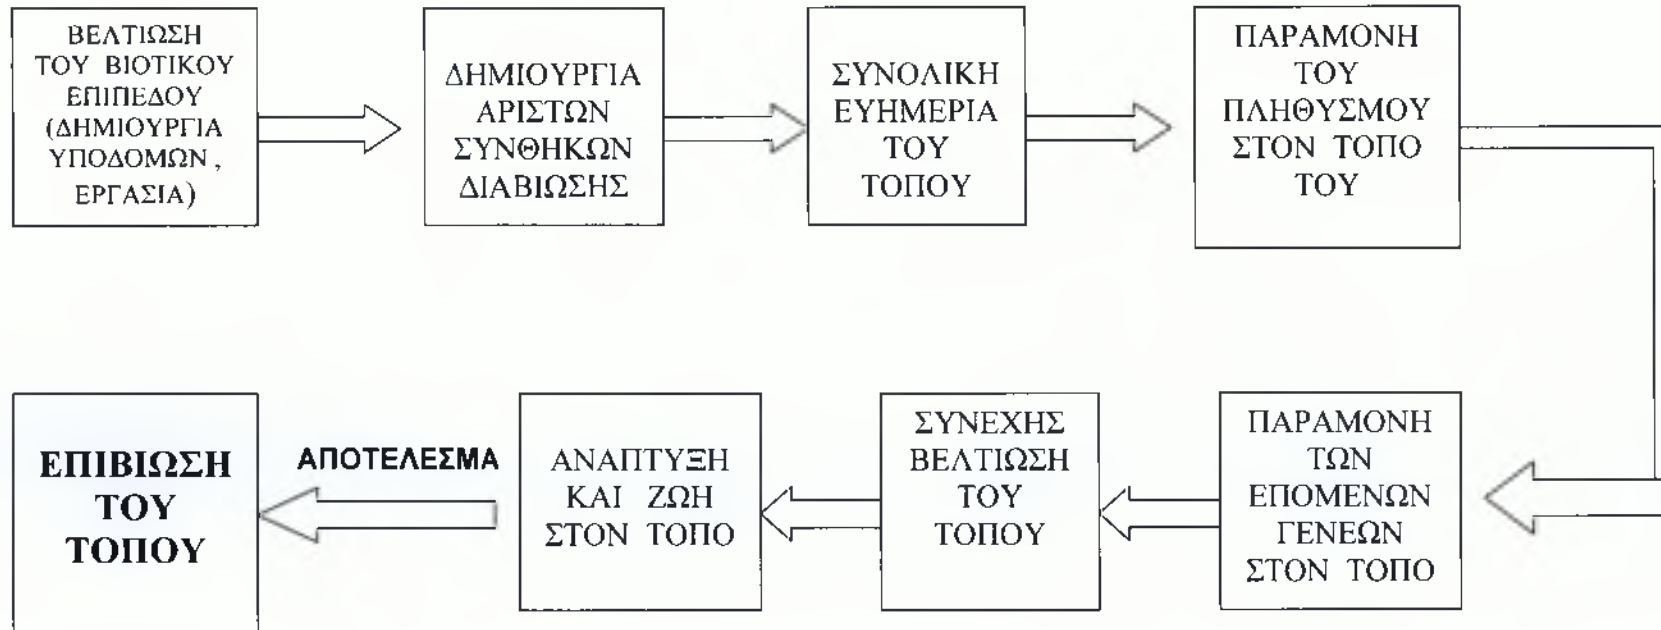 ΒΕΛΤΙΩΣΗ
ΤΟΥ ΒΙΟΤΙΚΟΥ
ΕΠΙΠΕΔΟΥ
(ΔΗΜΙΟΥΡΓΙΑ
ΥΠΟΔΟΜΩΝ,
ΕΡΓΑΣΙΑ)
ΔΗΜΙΟΥΡΓΙΑ
ΑΡΙΣΤΩΝ
ΣΥΝΘΗΚΩΝ
ΔΙΑΒΙΩΣΗΣ
ΣΥΝΟΛΙΚΗ
ΕΥΗΜΕΡΙΑ
ΤΟΥ
ΤΟΠΟΥ
ΠΑΡΑΜΟΝΗ
ΤΟΥ
ΠΛΗΘΥΣΜΟΥ
ΣΤΟΝ ΤΟΠΟ
ΤΟΥ
ΠΑΡΑΜΟΝΗ
ΤΩΝ
ΕΠΟΜΕΝΩΝ
ΓΕΝΕΩΝ
ΣΤΟΝ ΤΟΠΟ
ΣΥΝΕΧΗΣ
ΒΕΛΤΙΩΣΗ
ΤΟΥ
ΤΟΠΟΥ
ΑΝΑΠΤΥΞΗ
ΚΑΙ ΖΩΗ
ΣΤΟΝ ΤΟΠΟ
ΑΠΟΤΕΛΕΣΜΑ
ΕΠΙΒΙΩΣΗ
ΤΟΥ
ΤΟΠΟΥ